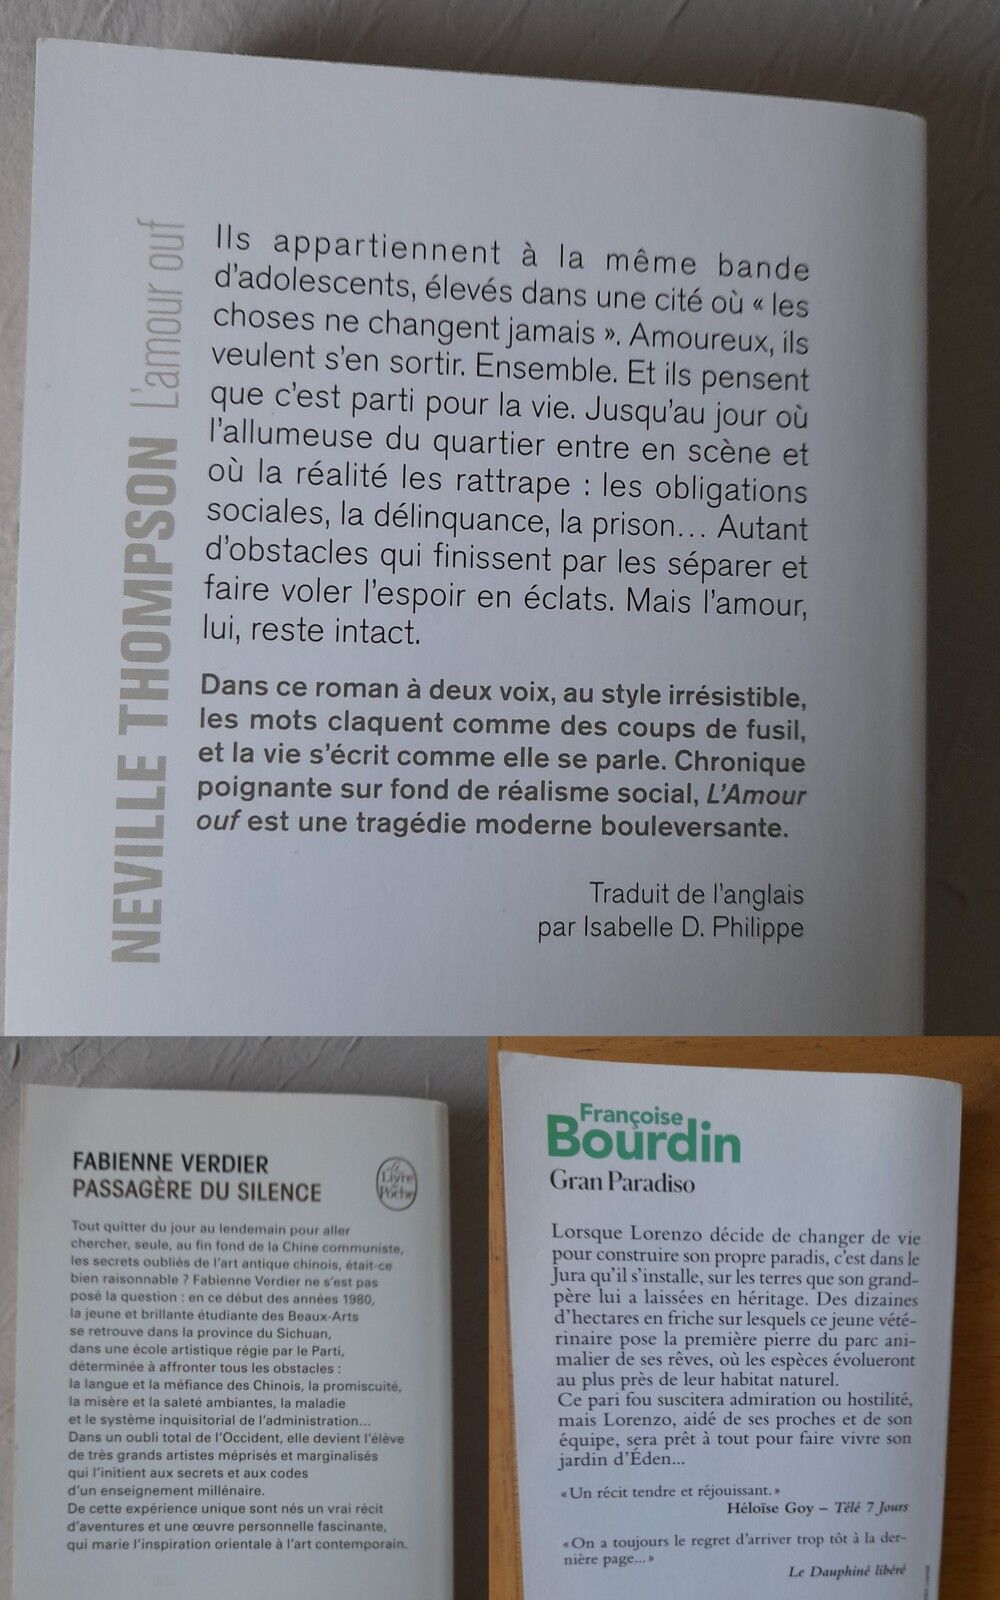 NEVILLE THOMPSON L'amour ouf
Ils appartiennent à la même bande
d'adolescents, élevés dans une cité où « les
choses ne changent jamais ». Amoureux, ils
veulent s'en sortir. Ensemble. Et ils pensent
que c'est parti pour la vie. Jusqu'au jour où
l'allumeuse du quartier entre en scène et
où la réalité les rattrape : les obligations
sociales, la délinquance, la prison... Autant
d'obstacles qui finissent par les séparer et
faire voler l'espoir en éclats. Mais l'amour,
lui, reste intact.
Dans ce roman à deux voix, au style irrésistible,
les mots claquent comme des coups de fusil,
et la vie s'écrit comme elle se parle. Chronique
poignante sur fond de réalisme social, L'Amour
ouf est une tragédie moderne bouleversante.
Traduit de l'anglais
par Isabelle D. Philippe
FABIENNE VERDIER
PASSAGÈRE DU SILENCE
Le
Livre
de
Poche
Tout quitter du jour au lendemain pour aller
chercher, seule, au fin fond de la Chine communiste,
les secrets oubliés de l'art antique chinois, était-ce
bien raisonnable ? Fabienne Verdier ne s'est pas
posé la question : en ce début des années 1980,
la jeune et brillante étudiante des Beaux-Arts
se retrouve dans la province du Sichuan,
dans une école artistique régie par le Parti,
déterminée à affronter tous les obstacles :
la langue et la méfiance des Chinois, la promiscuité,
la misère et la saleté ambiantes, la maladie
et le système inquisitorial de l'administration...
Dans un oubli total de l'Occident, elle devient l'élève
de très grands artistes méprisés et marginalisés
qui l'initient aux secrets et aux codes
d'un enseignement millénaire.
De cette expérience unique sont nés un vrai récit
d'aventures et une œuvre personnelle fascinante,
qui marie l'inspiration orientale à l'art contemporain.
Françoise
Bourdin
Gran Paradiso
Lorsque Lorenzo décide de changer de vie
pour construire son propre paradis, c'est dans le
Jura qu'il s'installe, sur les terres que son grand-
père lui a laissées en héritage. Des dizaines
d'hectares en friche sur lesquels ce jeune vété-
rinaire pose la première pierre du parc ani-
malier de ses rêves, où les espèces évolueront
au plus près de leur habitat naturel.
Ce pari fou suscitera admiration ou hostilité,
mais Lorenzo, aidé de ses proches et de son
équipe, sera prêt à tout pour faire vivre son
jardin d'Éden...
« Un récit tendre et réjouissant. »
Héloïse Goy – Télé 7 Jours
« On a toujours le regret d'arriver trop tôt à la der-
nière page... »
Le Dauphiné libéré